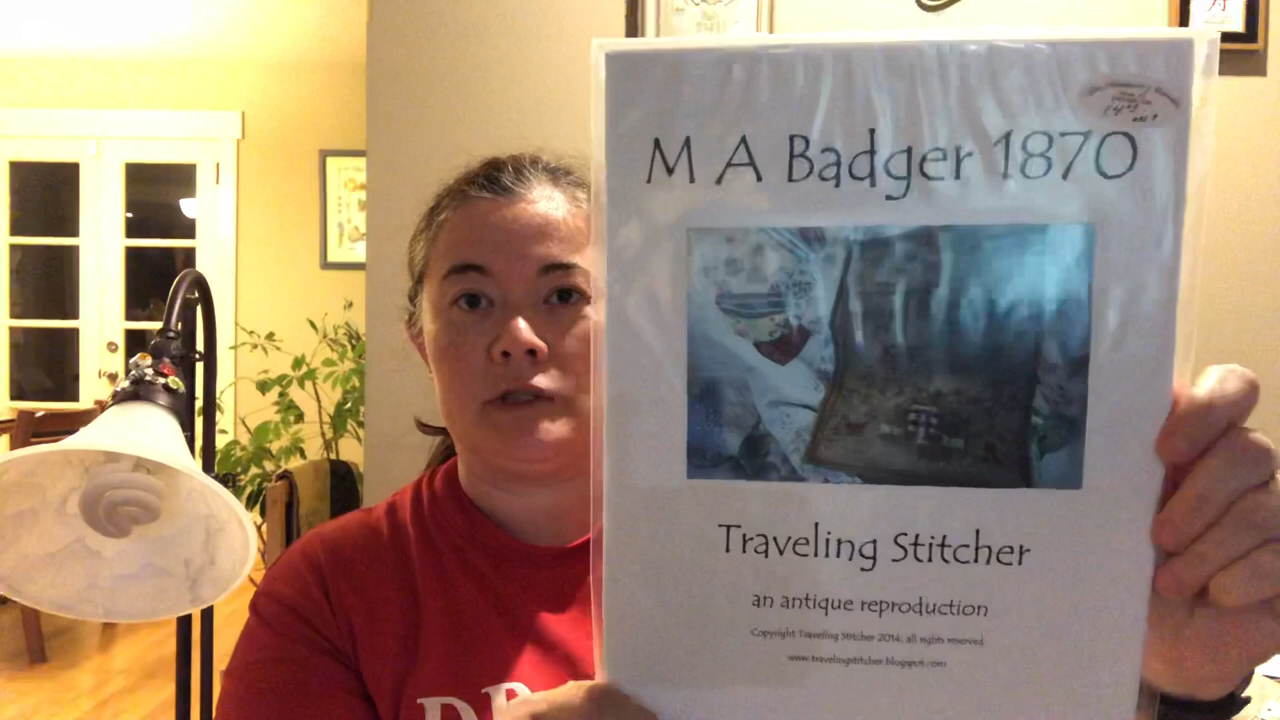 M A Badger 1870
Traveling Stitcher
an antique reproduction
Copyright Traveling Stitcher 2014. all rights reserved.
www.travelingstitcher.blogspot.com